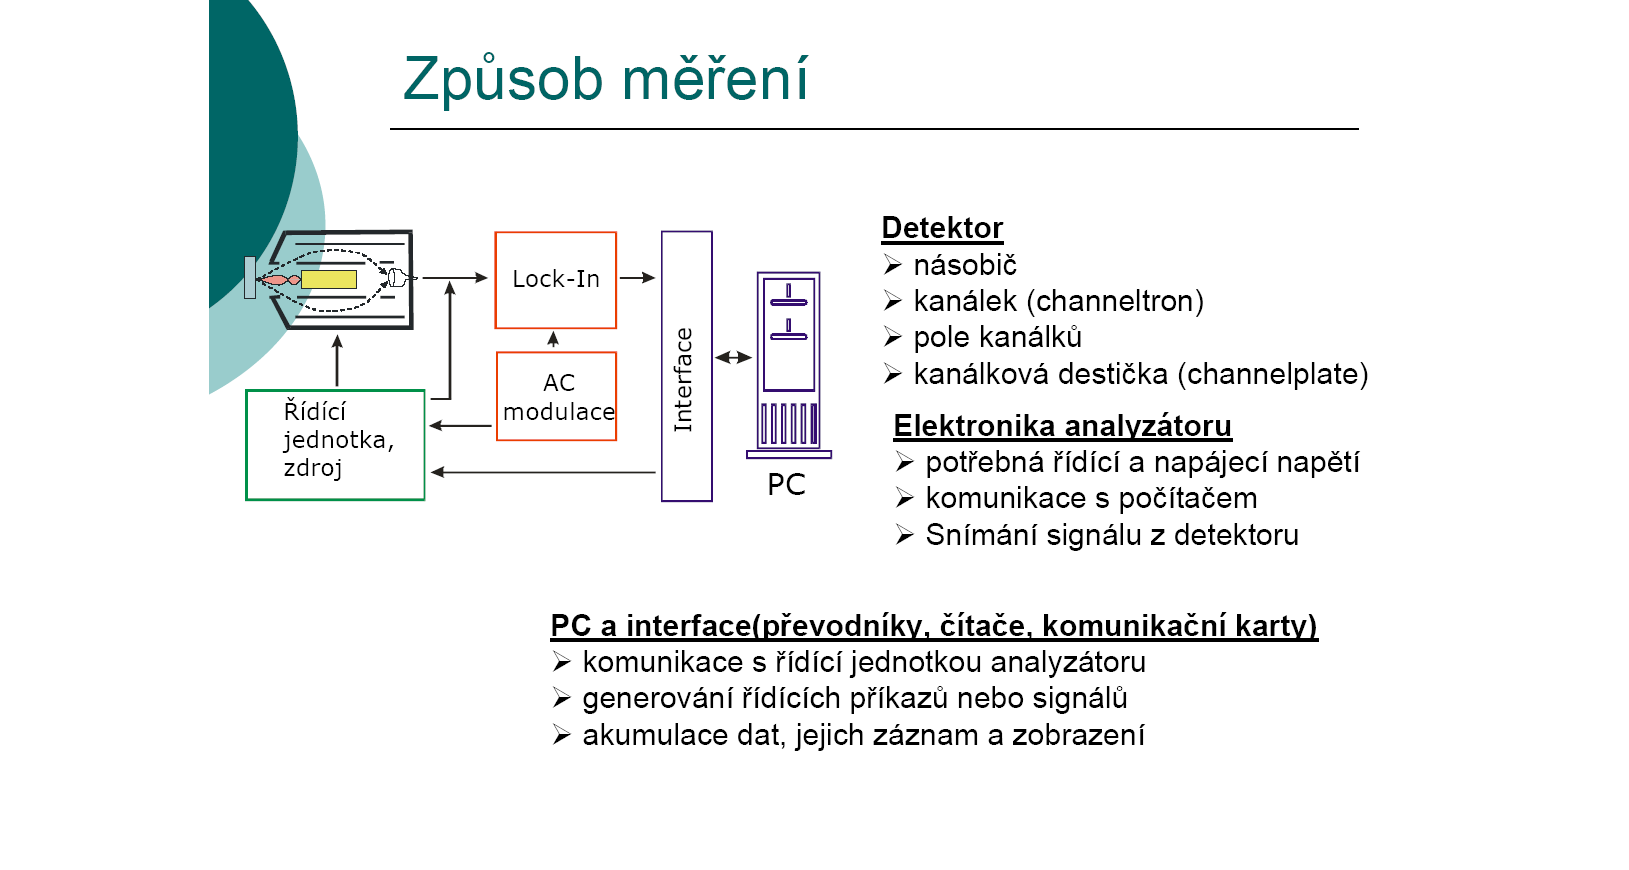 Způsob měření
Lock-In
AC
modulace
Řídící
jednotka,
zdroj
Interface
PC
Detektor
násobič
kanálek (channeltron)
pole kanálků
kanálková destička (channelplate)
Elektronika analyzátoru
potřebná řídící a napájecí napětí
komunikace s počítačem
Snímání signálu z detektoru
PC a interface(převodníky, čítače, komunikační karty)
komunikace s řídící jednotkou analyzátoru
generování řídících příkazů nebo signálů
akumulace dat, jejich záznam a zobrazení